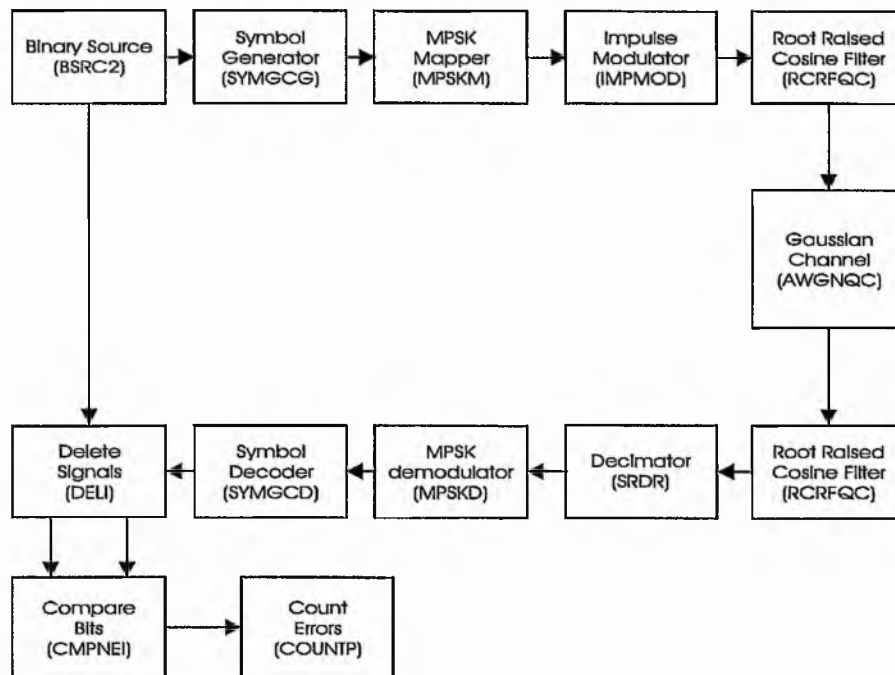 Binary Source
(BSRC2)
Symbol
Generator
(SYMGCG)
MPSK
Mapper
(MPSKM)
Impulse
Modulator
(IMPMOD)
Root Raised
Cosine Filter
(RCRFQC)
Gaussian
Channel
(AWGNQC)
Delete
Signals
(DELI)
Symbol
Decoder
(SYMGCD)
MPSK
demodulator
(MPSKD)
Decimator
(SRDR)
Root Raised
Cosine Filter
(RCRFQC)
Compare
Bits
(CMPNEI)
Count
Errors
(COUNTP)